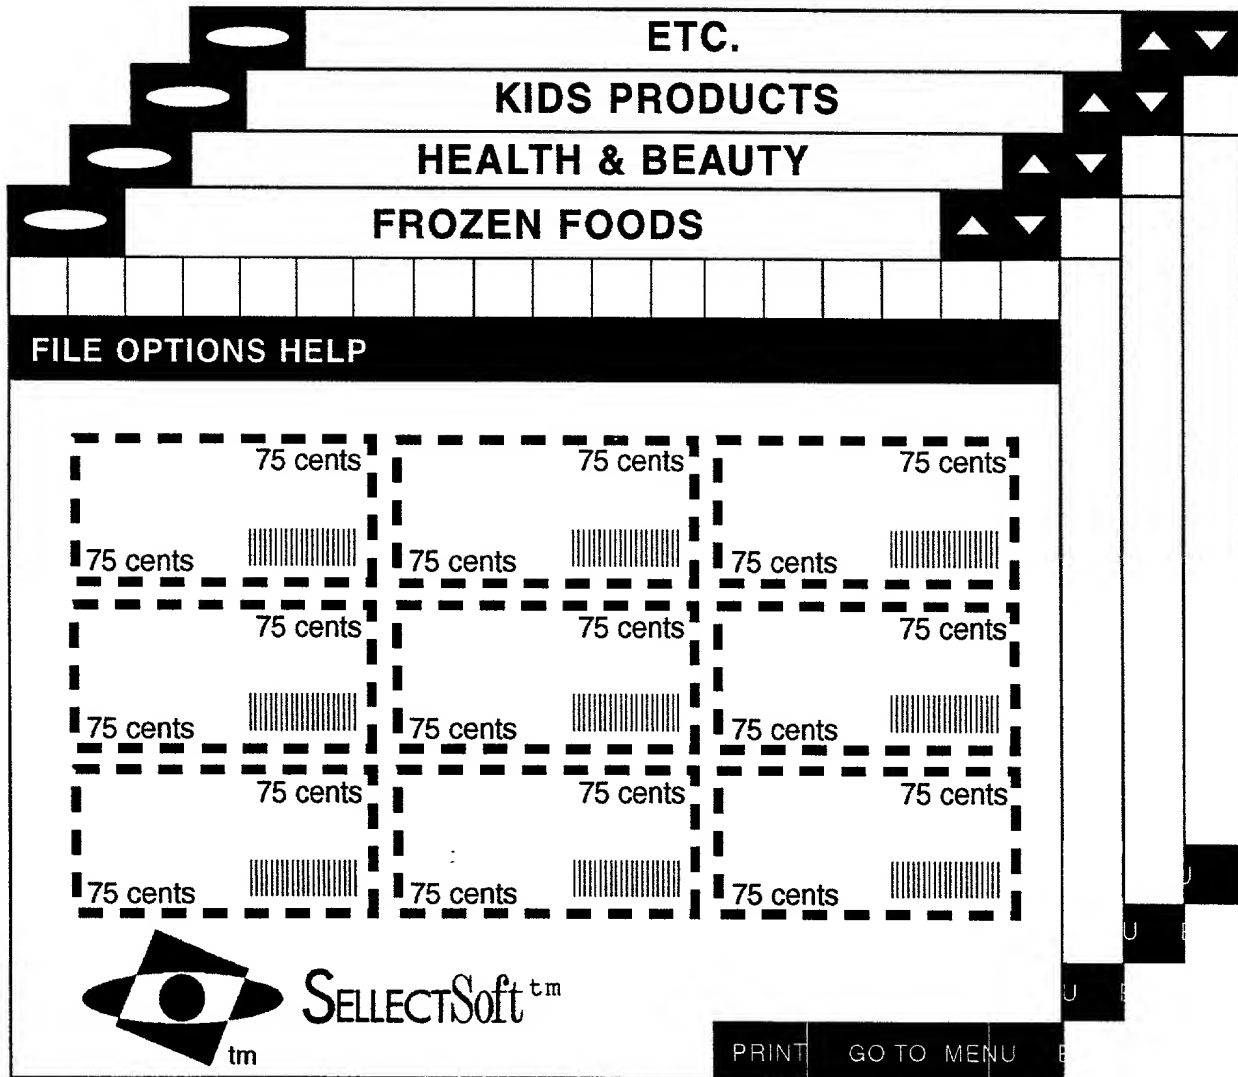 ETC.
KIDS PRODUCTS
HEALTH & BEAUTY
FROZEN FOODS
FILE OPTIONS HELP
75 cents 75 cents 75 cents
75 cents 75 cents 75 cents
75 cents 75 cents 75 cents
75 cents 75 cents 75 cents
75 cents 75 cents 75 cents
75 cents 75 cents 75 cents
U
U E
U E
tm SELLECTSoft tm
PRINT GO TO MENU E